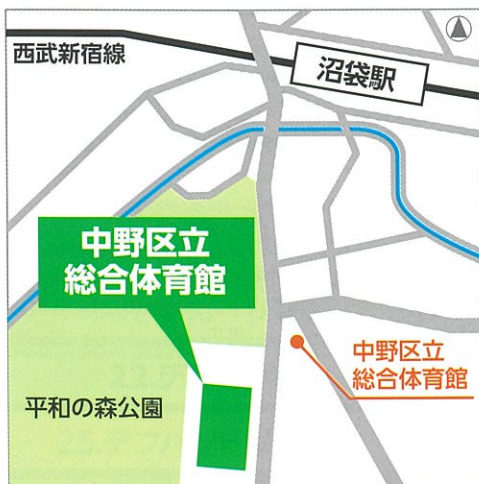 西武新宿線
沼袋駅
中野区立
総合体育館
中野区立
総合体育館
平和の森公園